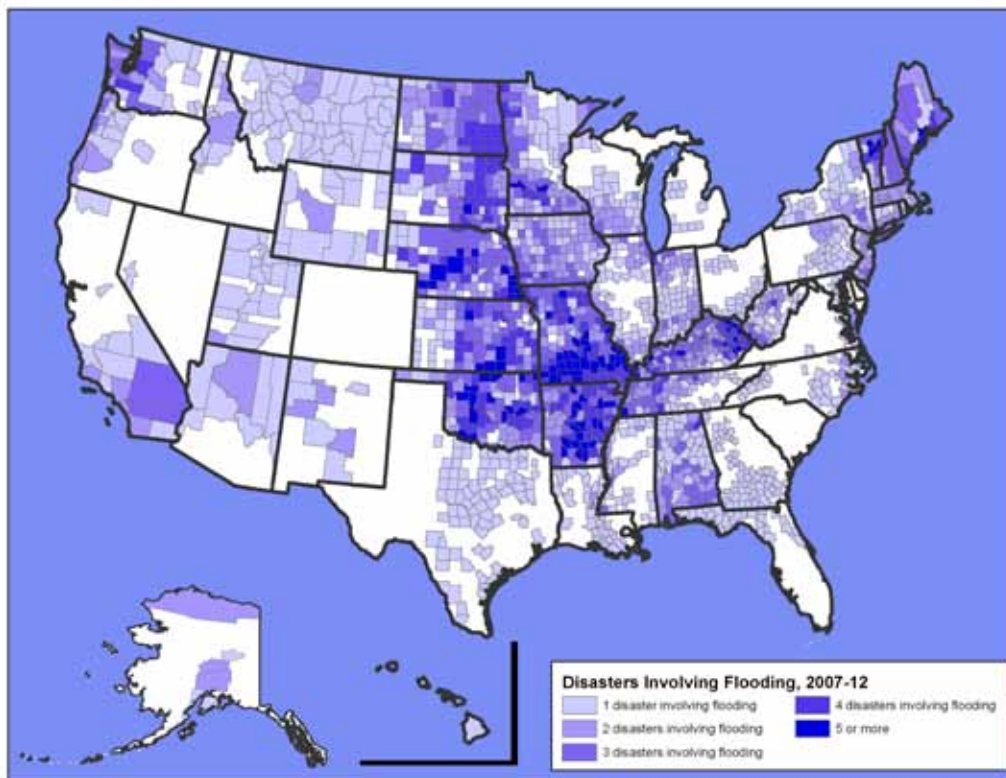 Disasters Involving Flooding, 2007-12
1 disaster involving flooding
2 disasters involving flooding
3 disasters involving flooding
4 disasters involving flooding
5 or more